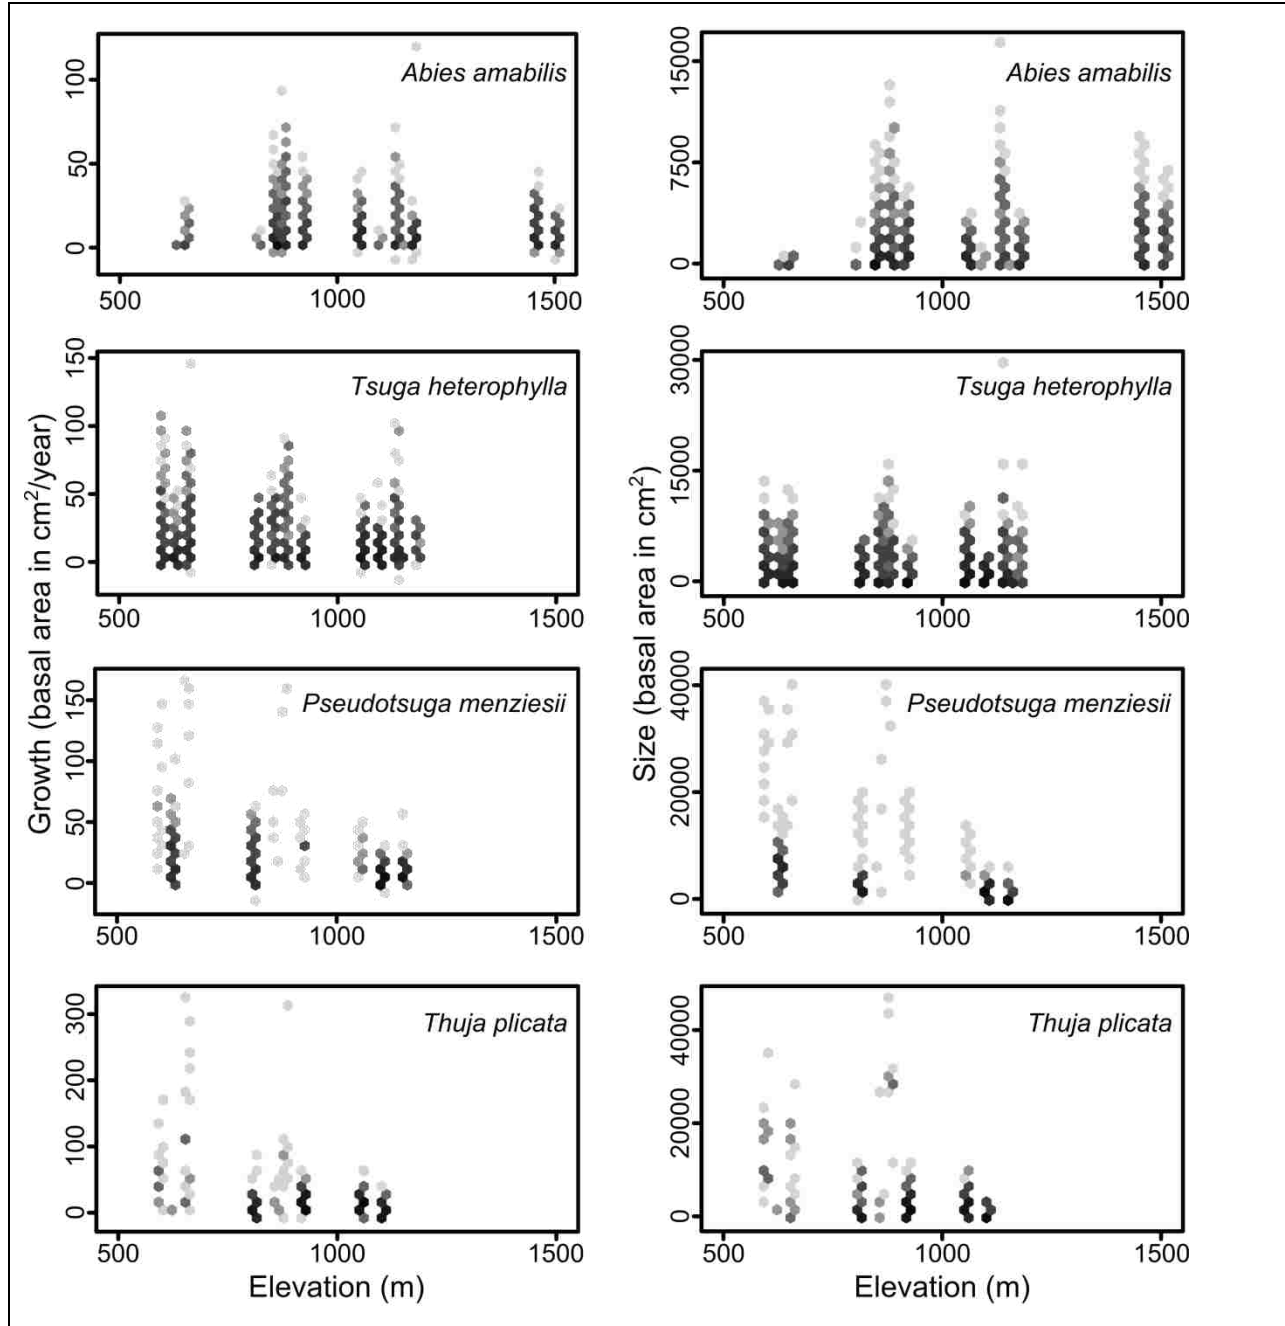 Abies amabilis
0 50 100
500 1000 1500
Abies amabilis
0 7500 15000
500 1000 1500
Tsuga heterophylla
0 50 100 150
500 1000 1500
Tsuga heterophylla
0 15000 30000
500 1000 1500
Growth (basal area in cm²/year)
Size (basal area in cm²)
Pseudotsuga menziesii
0 50 100 150
500 1000 1500
Pseudotsuga menziesii
0 20000 40000
500 1000 1500
Thuja plicata
0 100 200 300
500 1000 1500
Elevation (m)
Thuja plicata
0 20000 40000
500 1000 1500
Elevation (m)